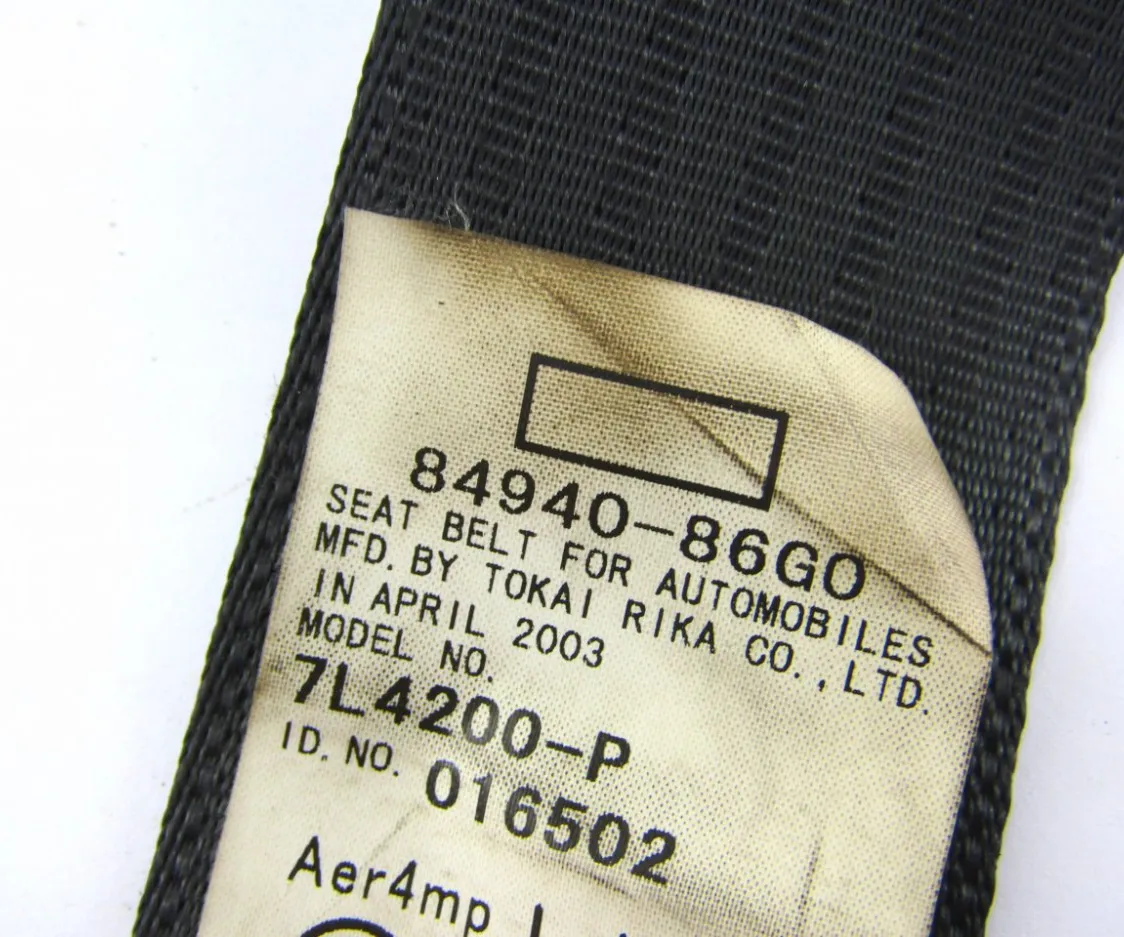 84940-86G0
SEAT BELT FOR AUTOMOBILES
MFD. BY TOKAI RIKA CO., LTD.
IN APRIL 2003
MODEL NO.
7L4200-P
ID. NO. 016502
Aer4mp